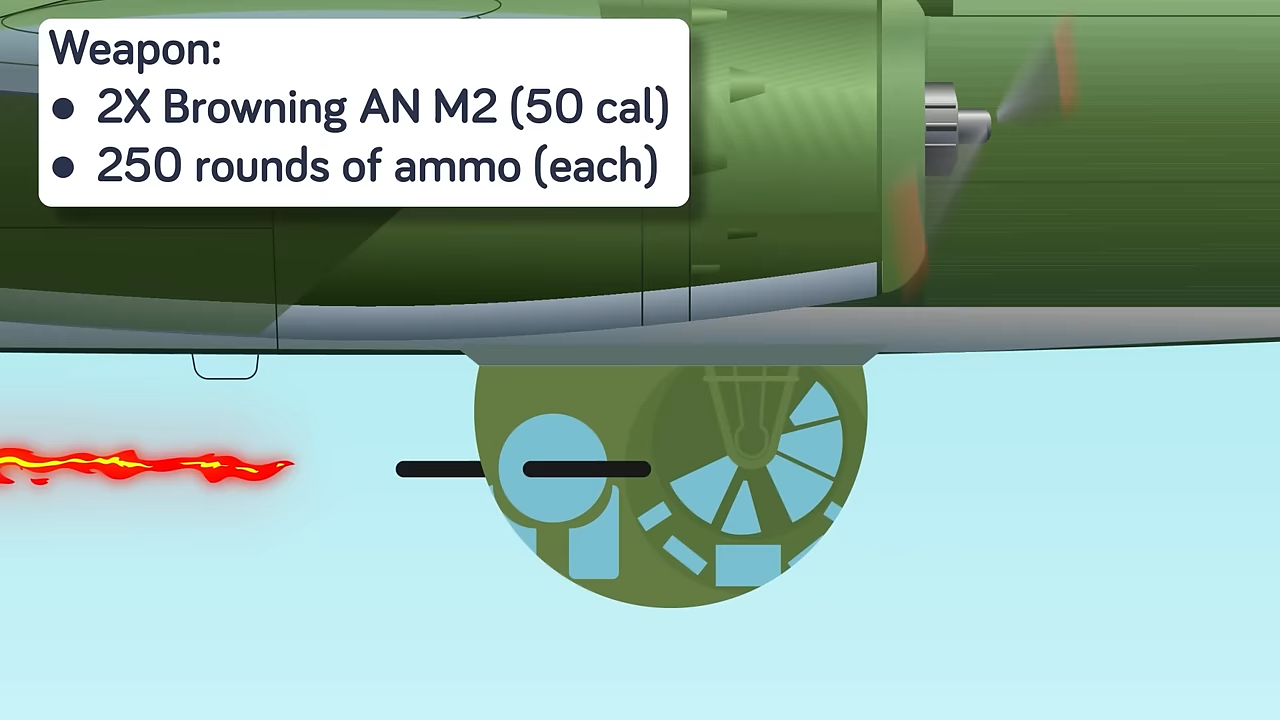 Weapon:
● 2X Browning AN M2 (50 cal)
● 250 rounds of ammo (each)